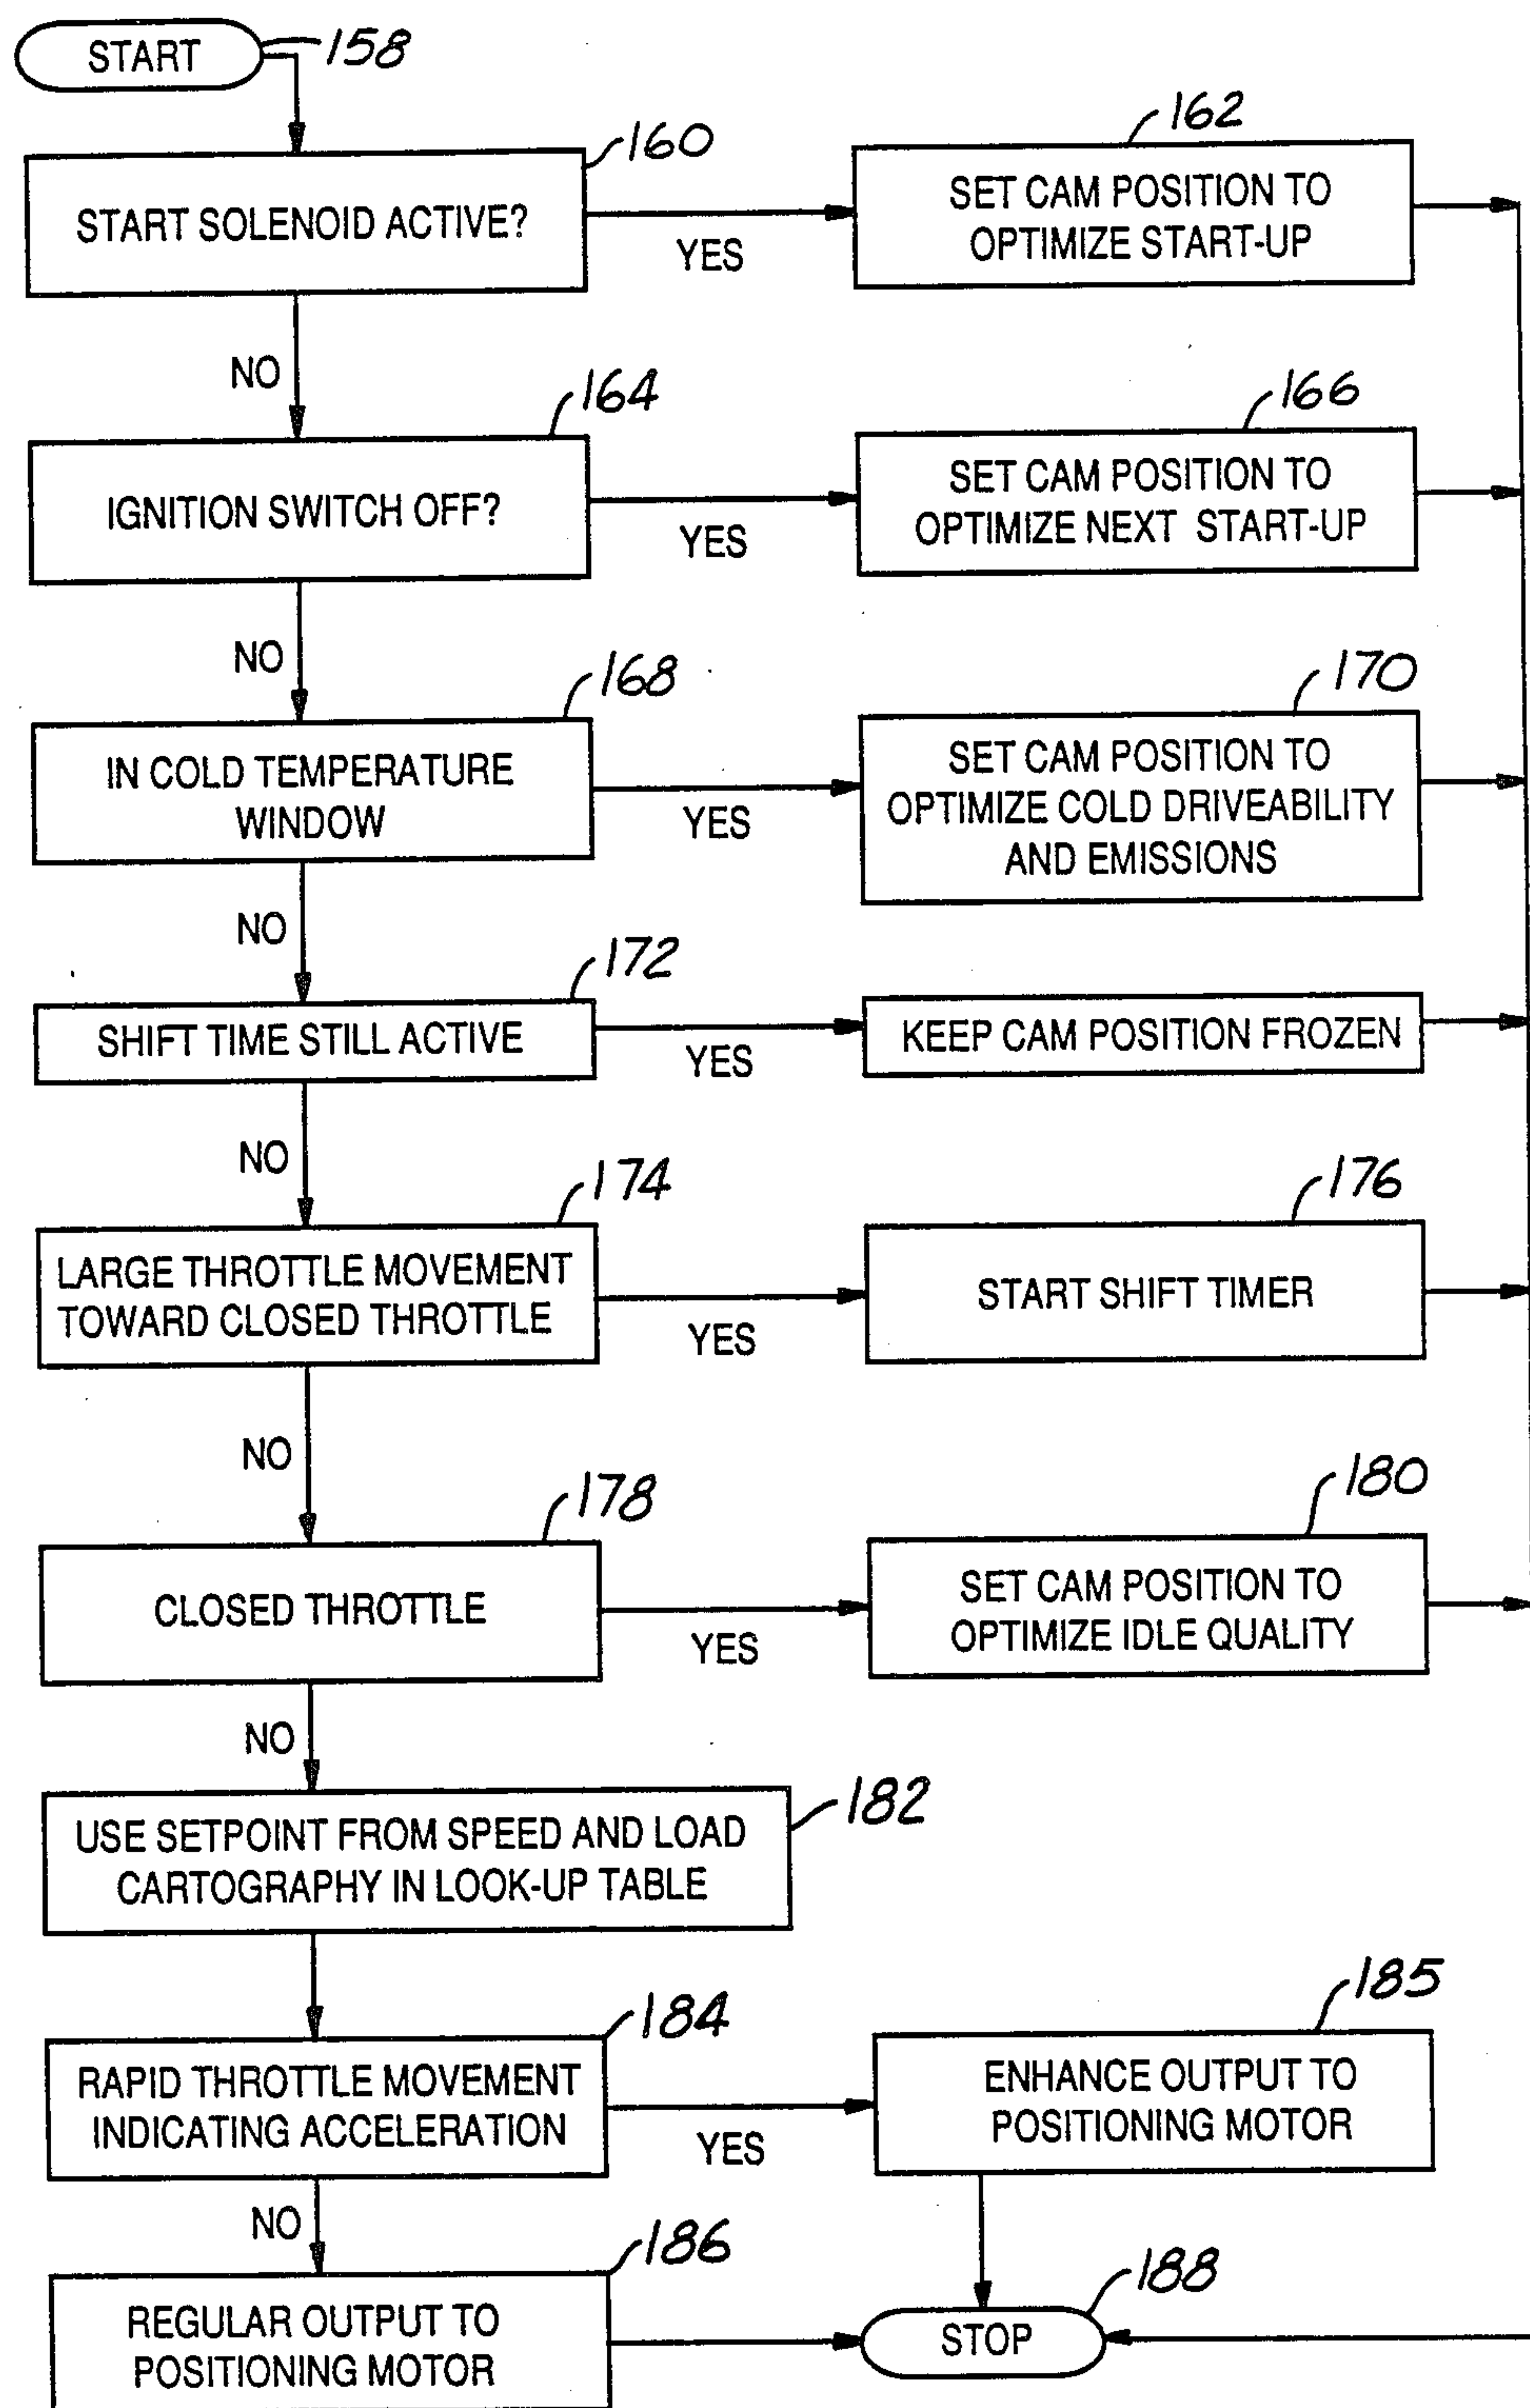 START
158
160
START SOLENOID ACTIVE?
YES
162
SET CAM POSITION TO
OPTIMIZE START-UP
NO
164
IGNITION SWITCH OFF?
YES
166
SET CAM POSITION TO
OPTIMIZE NEXT START-UP
NO
168
IN COLD TEMPERATURE
WINDOW
YES
170
SET CAM POSITION TO
OPTIMIZE COLD DRIVEABILITY
AND EMISSIONS
NO
172
SHIFT TIME STILL ACTIVE
YES
KEEP CAM POSITION FROZEN
NO
174
LARGE THROTTLE MOVEMENT
TOWARD CLOSED THROTTLE
YES
176
START SHIFT TIMER
NO
178
CLOSED THROTTLE
YES
180
SET CAM POSITION TO
OPTIMIZE IDLE QUALITY
NO
182
USE SETPOINT FROM SPEED AND LOAD
CARTOGRAPHY IN LOOK-UP TABLE
184
RAPID THROTTLE MOVEMENT
INDICATING ACCELERATION
YES
185
ENHANCE OUTPUT TO
POSITIONING MOTOR
NO
186
REGULAR OUTPUT TO
POSITIONING MOTOR
188
STOP